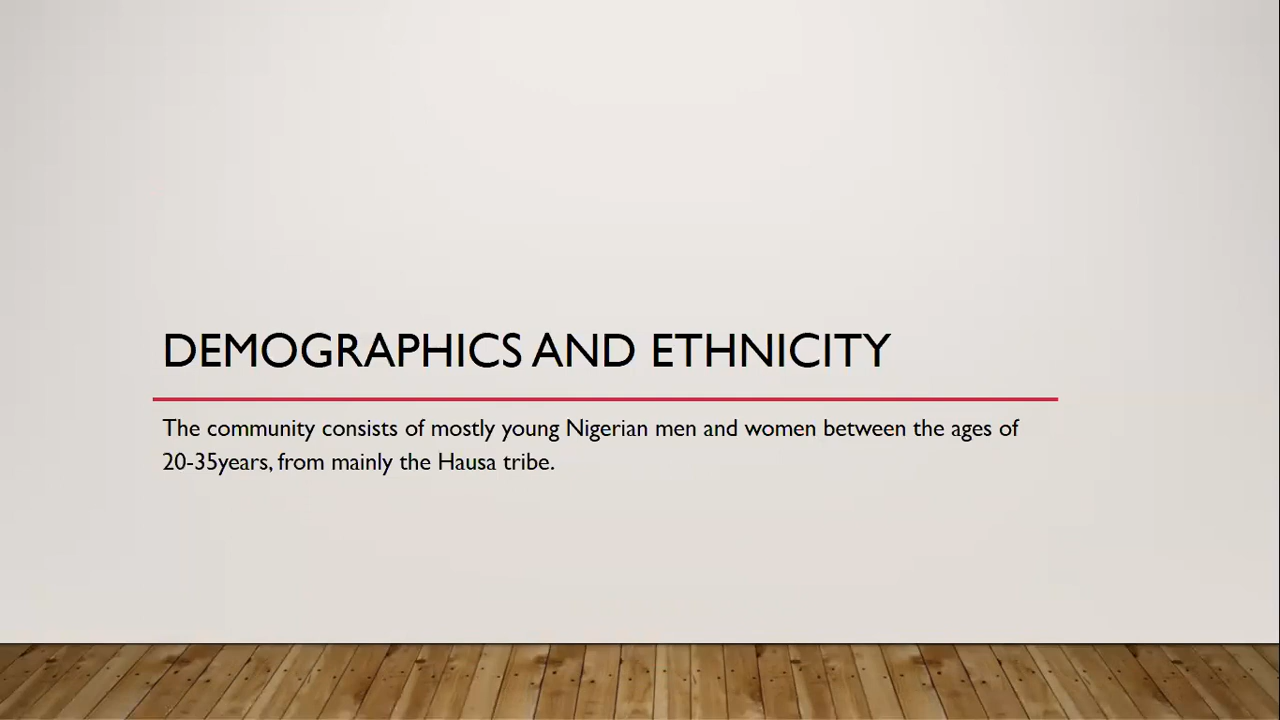 DEMOGRAPHICS AND ETHNICITY
The community consists of mostly young Nigerian men and women between the ages of
20-35years, from mainly the Hausa tribe.